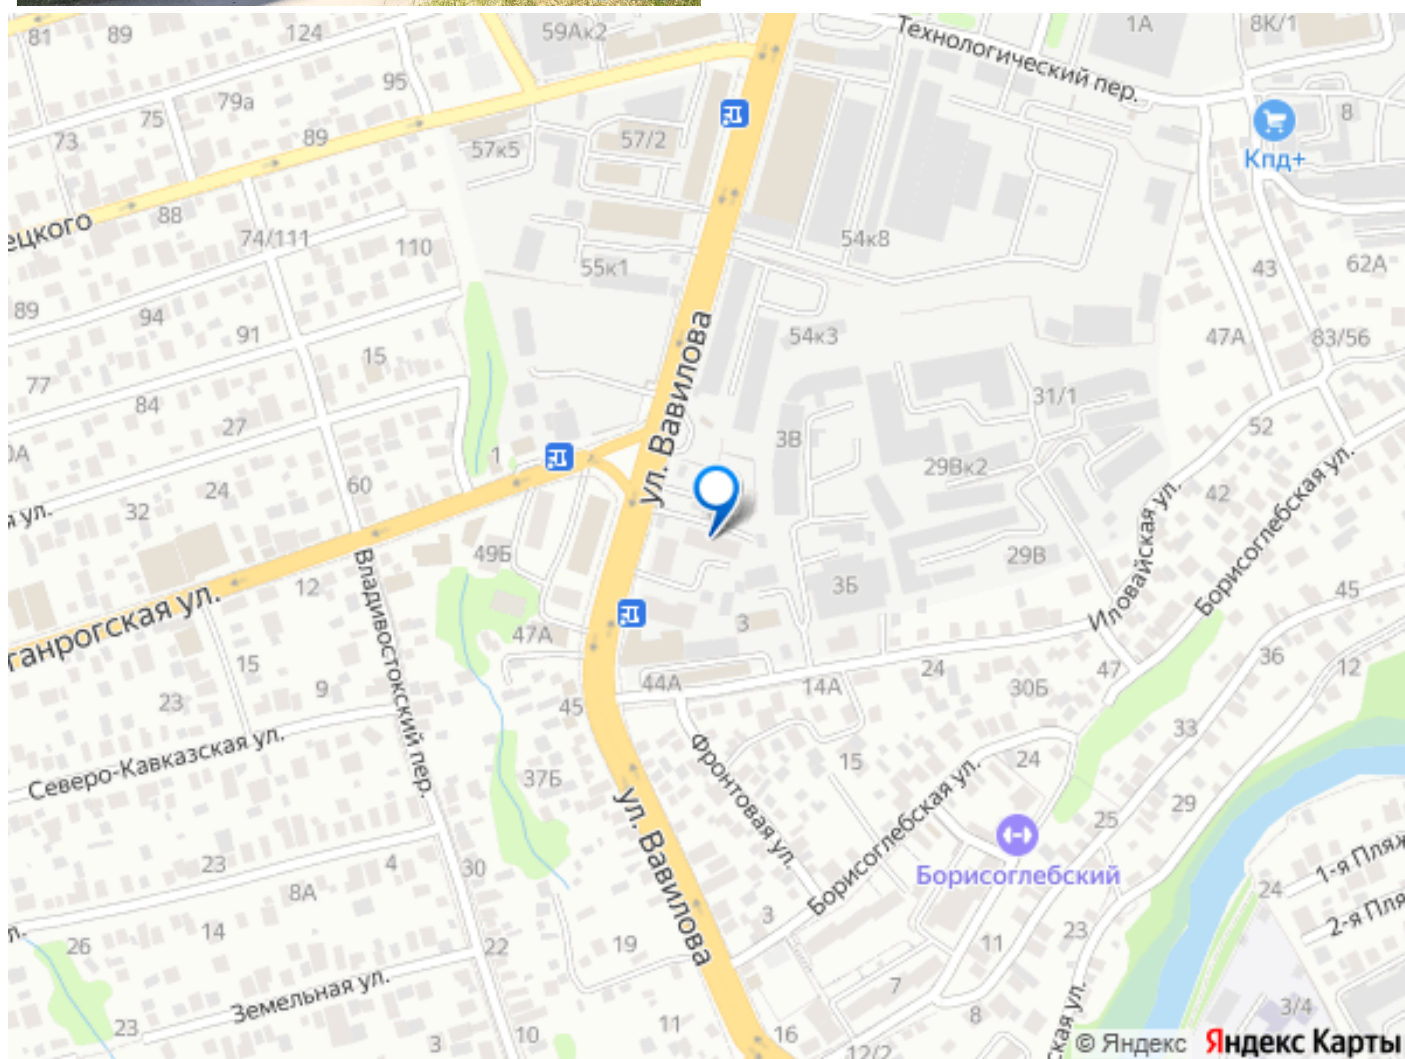 81
89
124
59Ак2
Технологический пер.
1А
8К/1
95
79а
75
73
89
57к5
57/2
8
Кпд+
88
ецкого
74/111
110
55к1
54к8
43
62А
89
94
91
15
ул. Вавилова
54к3
47А
83/56
77
84
27
31/1
52
0А
1
3В
29Вк2
24
60
42
я ул.
32
49Б
29В
Иловайская ул.
Борисоглебская ул.
12
3Б
45
ганрогская ул.
Владивостокский пер.
47А
3
36
15
9
24
47
12
23
44А
14А
30Б
45
33
Северо-Кавказская ул.
37Б
Фронтовая ул.
15
24
ул. Вавилова
Борисоглебская ул.
25
29
23
4
30
Борисоглебский
1-я Пляж
8А
24
2-я Пля
л.
26
14
22
19
3
11
23
Земельная ул.
7
23
10
11
16
8
3/4
3
12/2
ская ул.
© Яндекс Яндекс Карты